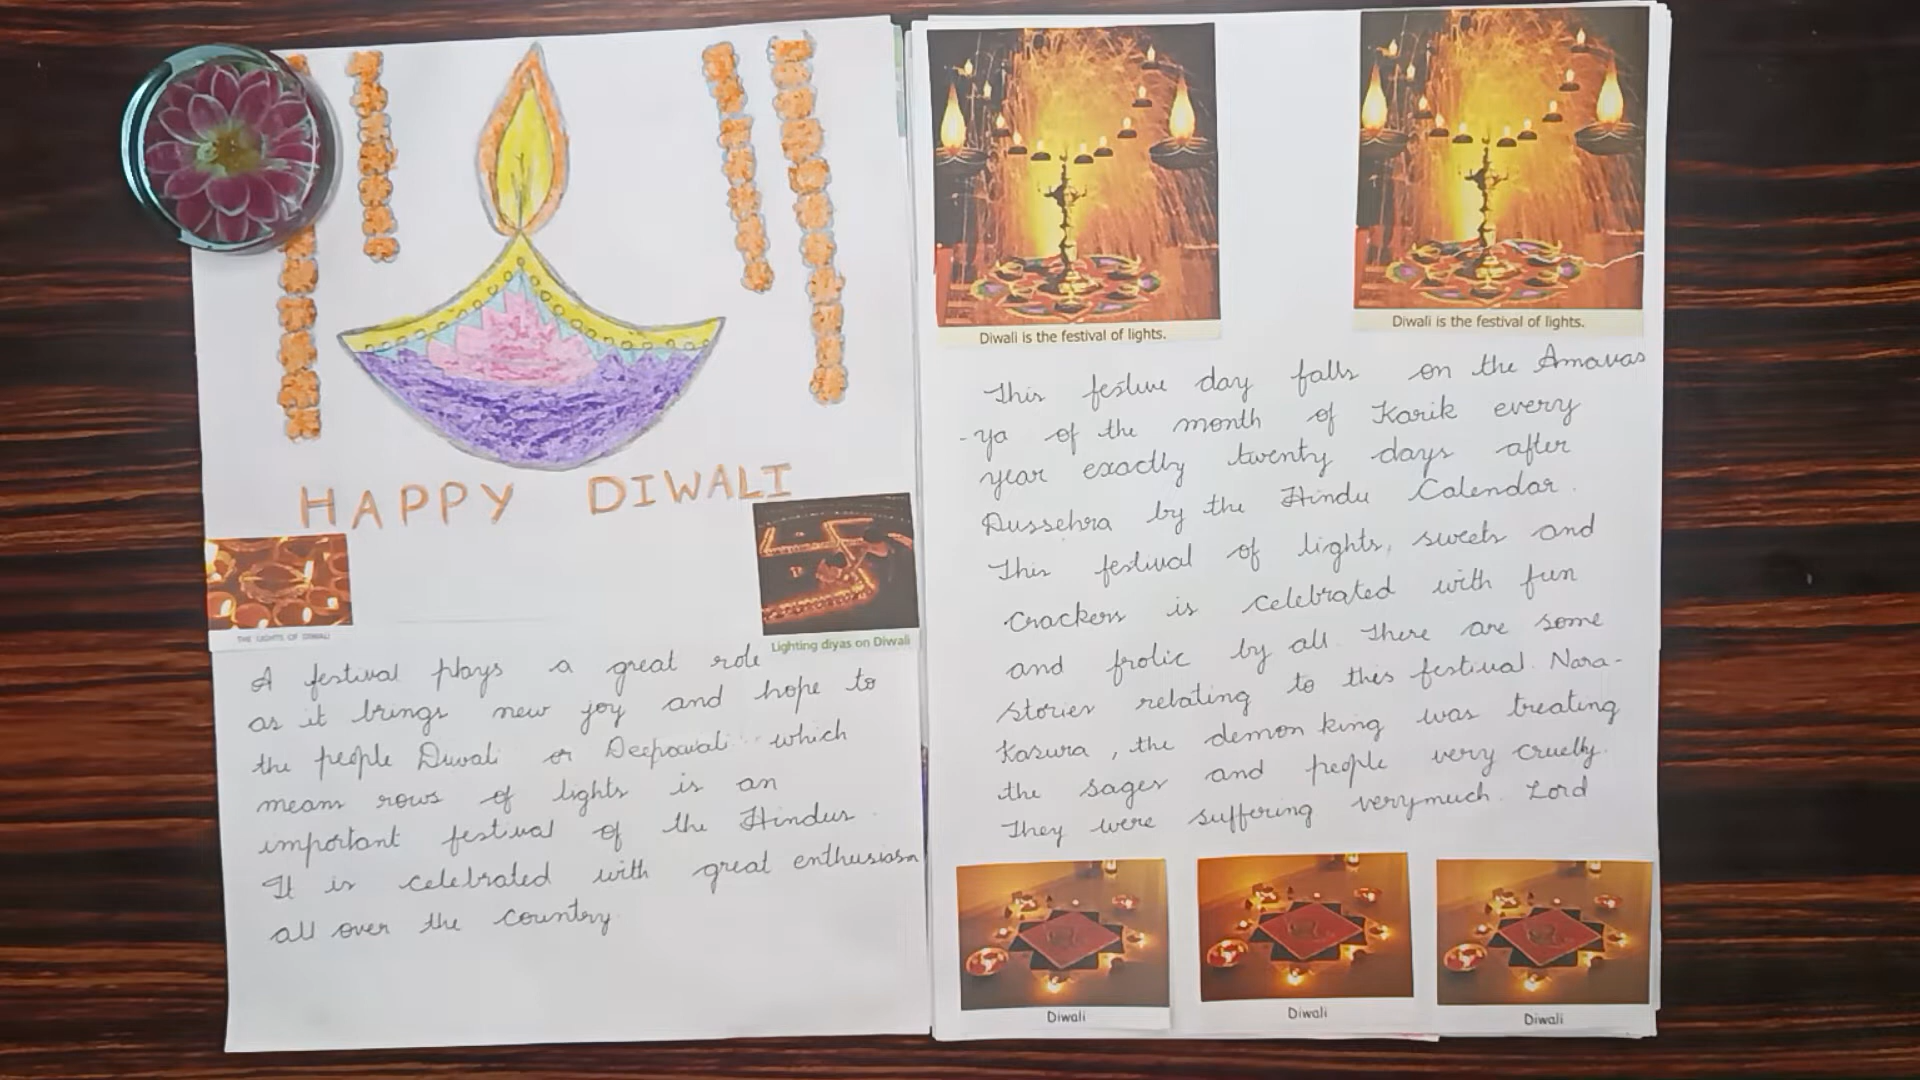 HAPPY DIWALI
THE LIGHTS OF DIWALI
Lighting diyas on Diwali
A festival plays a great role
as it brings new joy and hope to
the people Diwali or Deepawali which
means rows of lights is an
important festival of the Hindus.
It is celebrated with great enthusiasm
all over the country
Diwali is the festival of lights.
Diwali is the festival of lights.
This festive day falls on the Amavas
-ya of the month of Karik every
year exactly twenty days after
Dussehra by the Hindu Calendar.
This festival of lights, sweets and
crackers is celebrated with fun
and frolic by all. There are some
stories relating to this festival. Nara-
kasura, the demon king was treating
the sages and people very cruelly.
They were suffering verymuch. Lord
Diwali
Diwali
Diwali